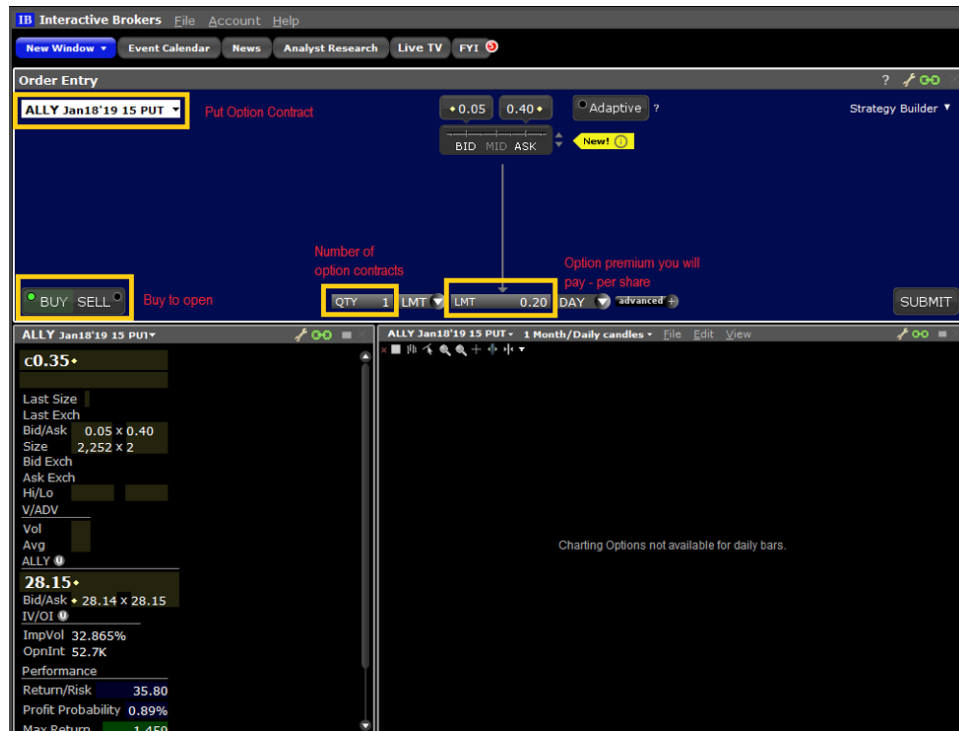 IB Interactive Brokers File Account Help
New Window Event Calendar News Analyst Research Live TV FYI
Order Entry ?
ALLY Jan18'19 15 PUT Put Option Contract 0.05 0.40 Adaptive ? Strategy Builder
BID MID ASK New!
Number of
option contracts
Option premium you will
pay - per share
BUY SELL Buy to open QTY 1 LMT LMT 0.20 DAY advanced + SUBMIT
ALLY Jan18'19 15 PUT
ALLY Jan18'19 15 PUT 1 Month/Daily candles File Edit View
c0.35
Last Size
Last Exch
Bid/Ask 0.05 x 0.40
Size 2,252 x 2
Bid Exch
Ask Exch
Hi/Lo
V/ADV
Vol
Avg
Charting Options not available for daily bars.
ALLY U
28.15
Bid/Ask 28.14 x 28.15
IV/OI U
ImpVol 32.865%
OpnInt 52.7K
Performance
Return/Risk 35.80
Profit Probability 0.89%
Max Return 1,459